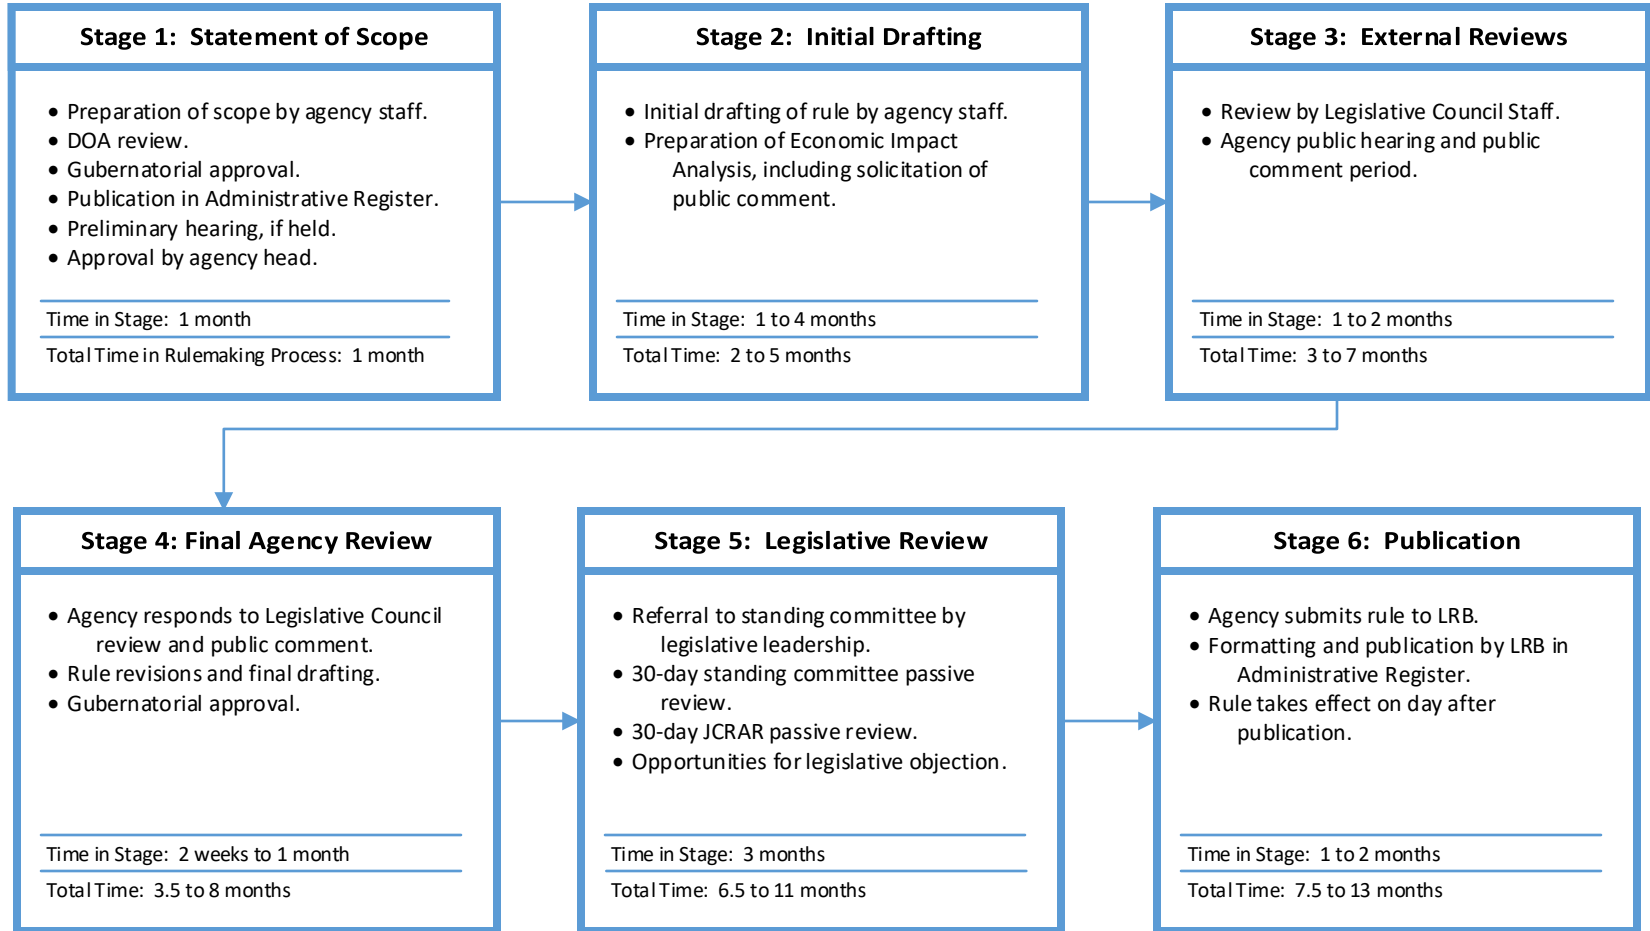 Stage 1:  Statement of Scope
• Preparation of scope by agency staff.
• DOA review.
• Gubernatorial approval.
• Publication in Administrative Register.
• Preliminary hearing, if held.
• Approval by agency head.
Time in Stage:  1 month
Total Time in Rulemaking Process:  1 month
Stage 2:  Initial Drafting
• Initial drafting of rule by agency staff.
• Preparation of Economic Impact
Analysis, including solicitation of
public comment.
Time in Stage:  1 to 4 months
Total Time:  2 to 5 months
Stage 3:  External Reviews
• Review by Legislative Council Staff.
• Agency public hearing and public
comment period.
Time in Stage:  1 to 2 months
Total Time:  3 to 7 months
Stage 4: Final Agency Review
• Agency responds to Legislative Council
review and public comment.
• Rule revisions and final drafting.
• Gubernatorial approval.
Time in Stage:  2 weeks to 1 month
Total Time:  3.5 to 8 months
Stage 5:  Legislative Review
• Referral to standing committee by
legislative leadership.
• 30-day standing committee passive
review.
• 30-day JCRAR passive review.
• Opportunities for legislative objection.
Time in Stage:  3 months
Total Time:  6.5 to 11 months
Stage 6:  Publication
• Agency submits rule to LRB.
• Formatting and publication by LRB in
Administrative Register.
• Rule takes effect on day after
publication.
Time in Stage:  1 to 2 months
Total Time:  7.5 to 13 months